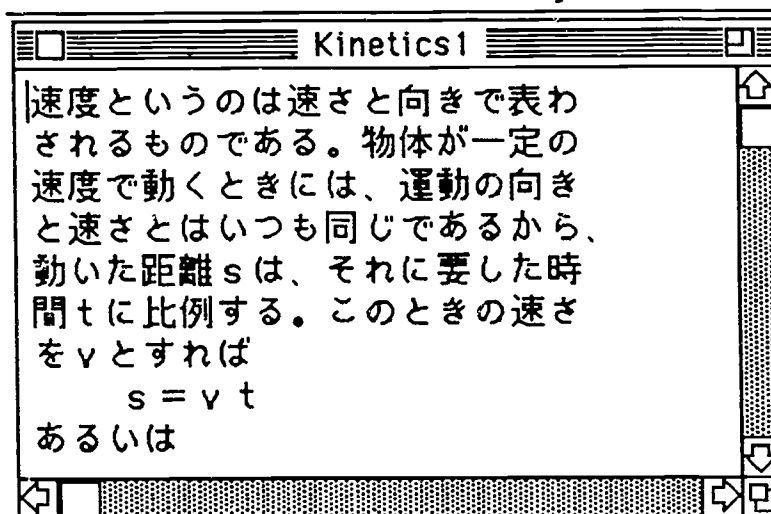 Kinetics1
速度というのは速さと向きで表わ
されるものである。物体が一定の
速度で動くときには、運動の向き
と速さとはいつも同じであるから、
動いた距離sは、それに要した時
間tに比例する。このときの速さ
をvとすれば
s=vt
あるいは